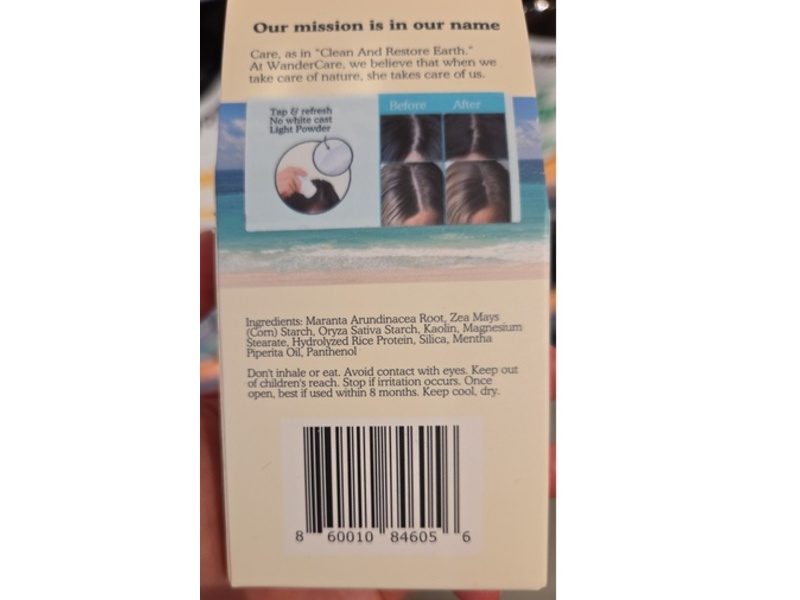 Our mission is in our name
Care, as in "Clean And Restore Earth."
At WanderCare, we believe that when we
take care of nature, she takes care of us.
Tap & refresh
No white cast
Light Powder
Before After
Ingredients: Maranta Arundinacea Root, Zea Mays
(Corn) Starch, Oryza Sativa Starch, Kaolin, Magnesium
Stearate, Hydrolyzed Rice Protein, Silica, Mentha
Piperita Oil, Panthenol
Don't inhale or eat. Avoid contact with eyes. Keep out
of children's reach. Stop if irritation occurs. Once
open, best if used within 8 months. Keep cool, dry.
8 60010 84605 6